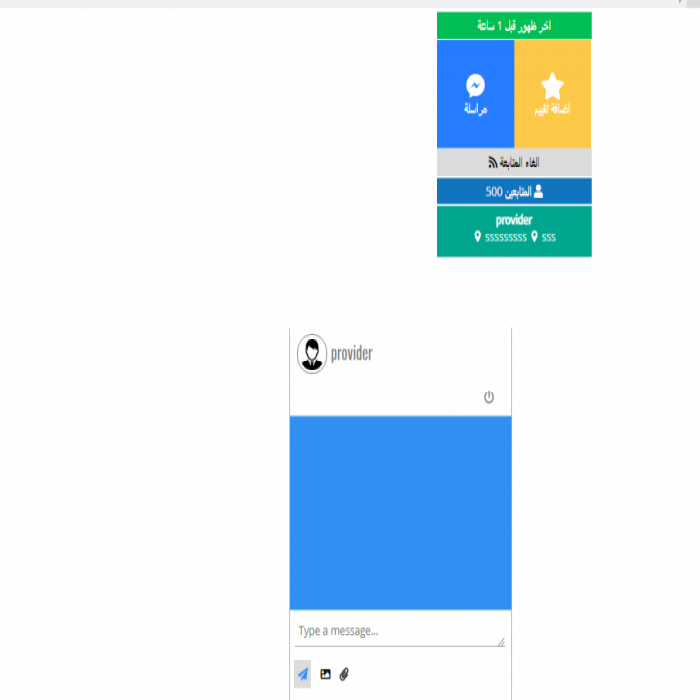 اخر ظهور قبل 1 ساعة
اضافة تقييم
مراسلة
الغاء المتابعة
المتابعين 500
provider
sssssssss sss
provider
Type a message...